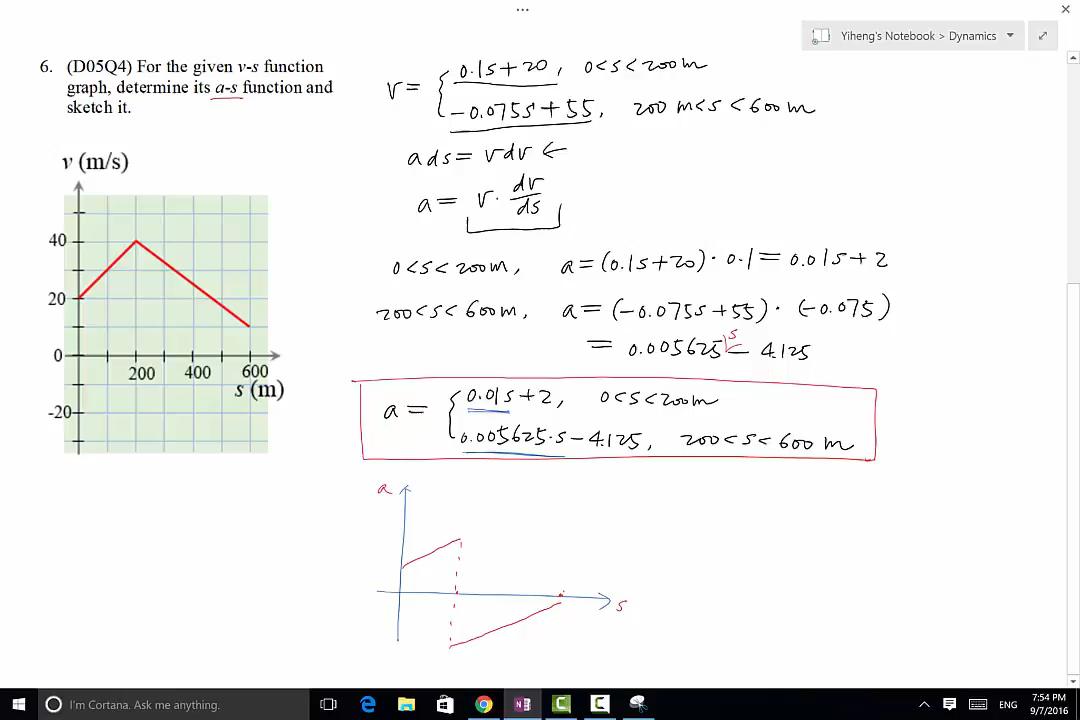 ...
Yiheng's Notebook > Dynamics
6. (D05Q4) For the given v-s function
graph, determine its a-s function and
sketch it.
v (m/s)
40
20
0
-20
200 400 600
s (m)
v = { 0.1s + 20, 0 < s < 200 m
-0.075s + 55, 200 m < s < 600 m
a ds = v dv ←
a = v · dv/ds
0 < s < 200 m, a = (0.1s + 20) · 0.1 = 0.01s + 2
200 < s < 600 m, a = (-0.075s + 55) · (-0.075)
= 0.005625 s - 4.125
a = { 0.01s + 2, 0 < s < 200 m
0.005625 · s - 4.125, 200 < s < 600 m
a
s
I'm Cortana. Ask me anything.
ENG
7:54 PM
9/7/2016